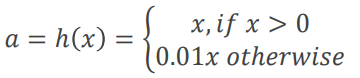 a = h(x) = { x, if x > 0
0.01x otherwise